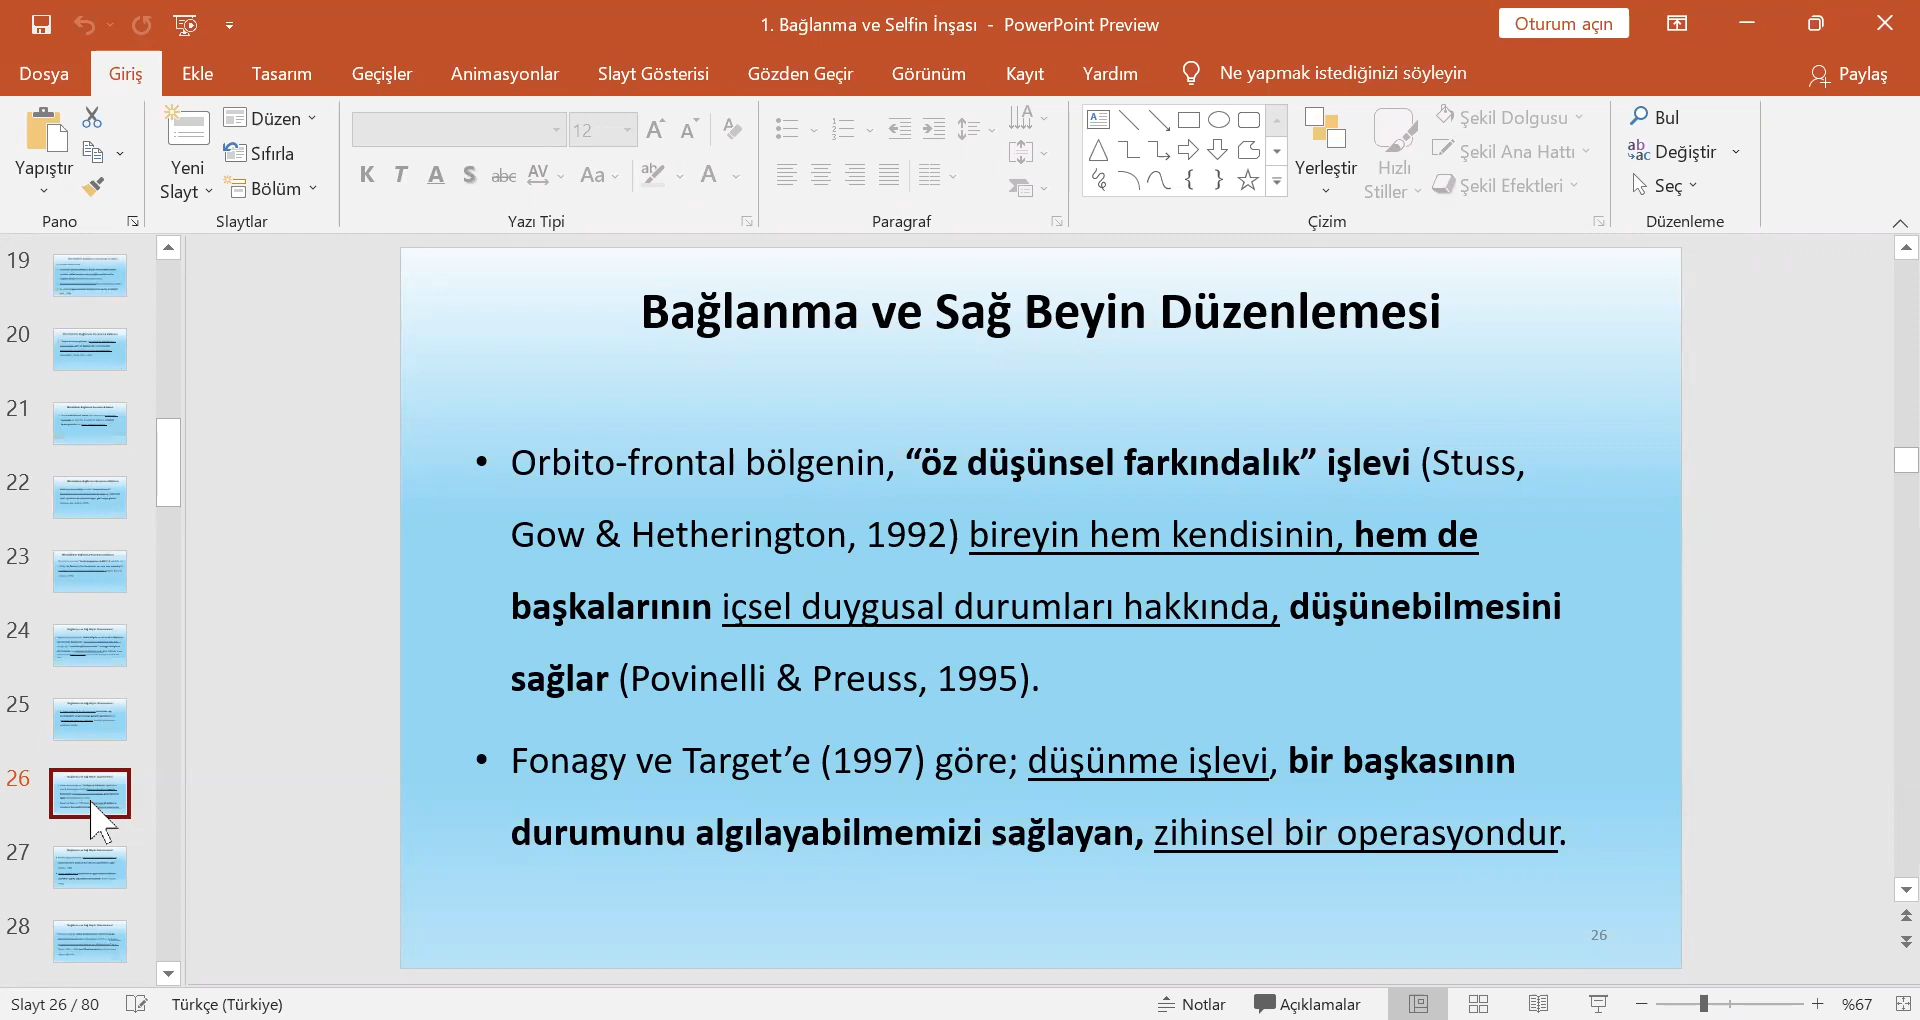 1. Bağlanma ve Selfin İnşası - PowerPoint Preview
Oturum açın
Dosya Giriş Ekle Tasarım Geçişler Animasyonlar Slayt Gösterisi Gözden Geçir Görünüm Kayıt Yardım Ne yapmak istediğinizi söyleyin Paylaş
Yapıştır
Yeni
Slayt
Düzen
Sıfırla
Bölüm
12
K T A S abc AV Aa A
Yerleştir
Hızlı
Stiller
Şekil Dolgusu
Şekil Ana Hattı
Şekil Efektleri
Bul
Değiştir
Seç
Pano Slaytlar Yazı Tipi Paragraf Çizim Düzenleme
19
20
21
22
23
24
25
26
27
28
Bağlanma ve Sağ Beyin Düzenlemesi
• Orbito-frontal bölgenin, “öz düşünsel farkındalık” işlevi (Stuss,
Gow & Hetherington, 1992) bireyin hem kendisinin, hem de
başkalarının içsel duygusal durumları hakkında, düşünebilmesini
sağlar (Povinelli & Preuss, 1995).
• Fonagy ve Target’e (1997) göre; düşünme işlevi, bir başkasının
durumunu algılayabilmemizi sağlayan, zihinsel bir operasyondur.
26
Slayt 26 / 80 Türkçe (Türkiye) Notlar Açıklamalar %67